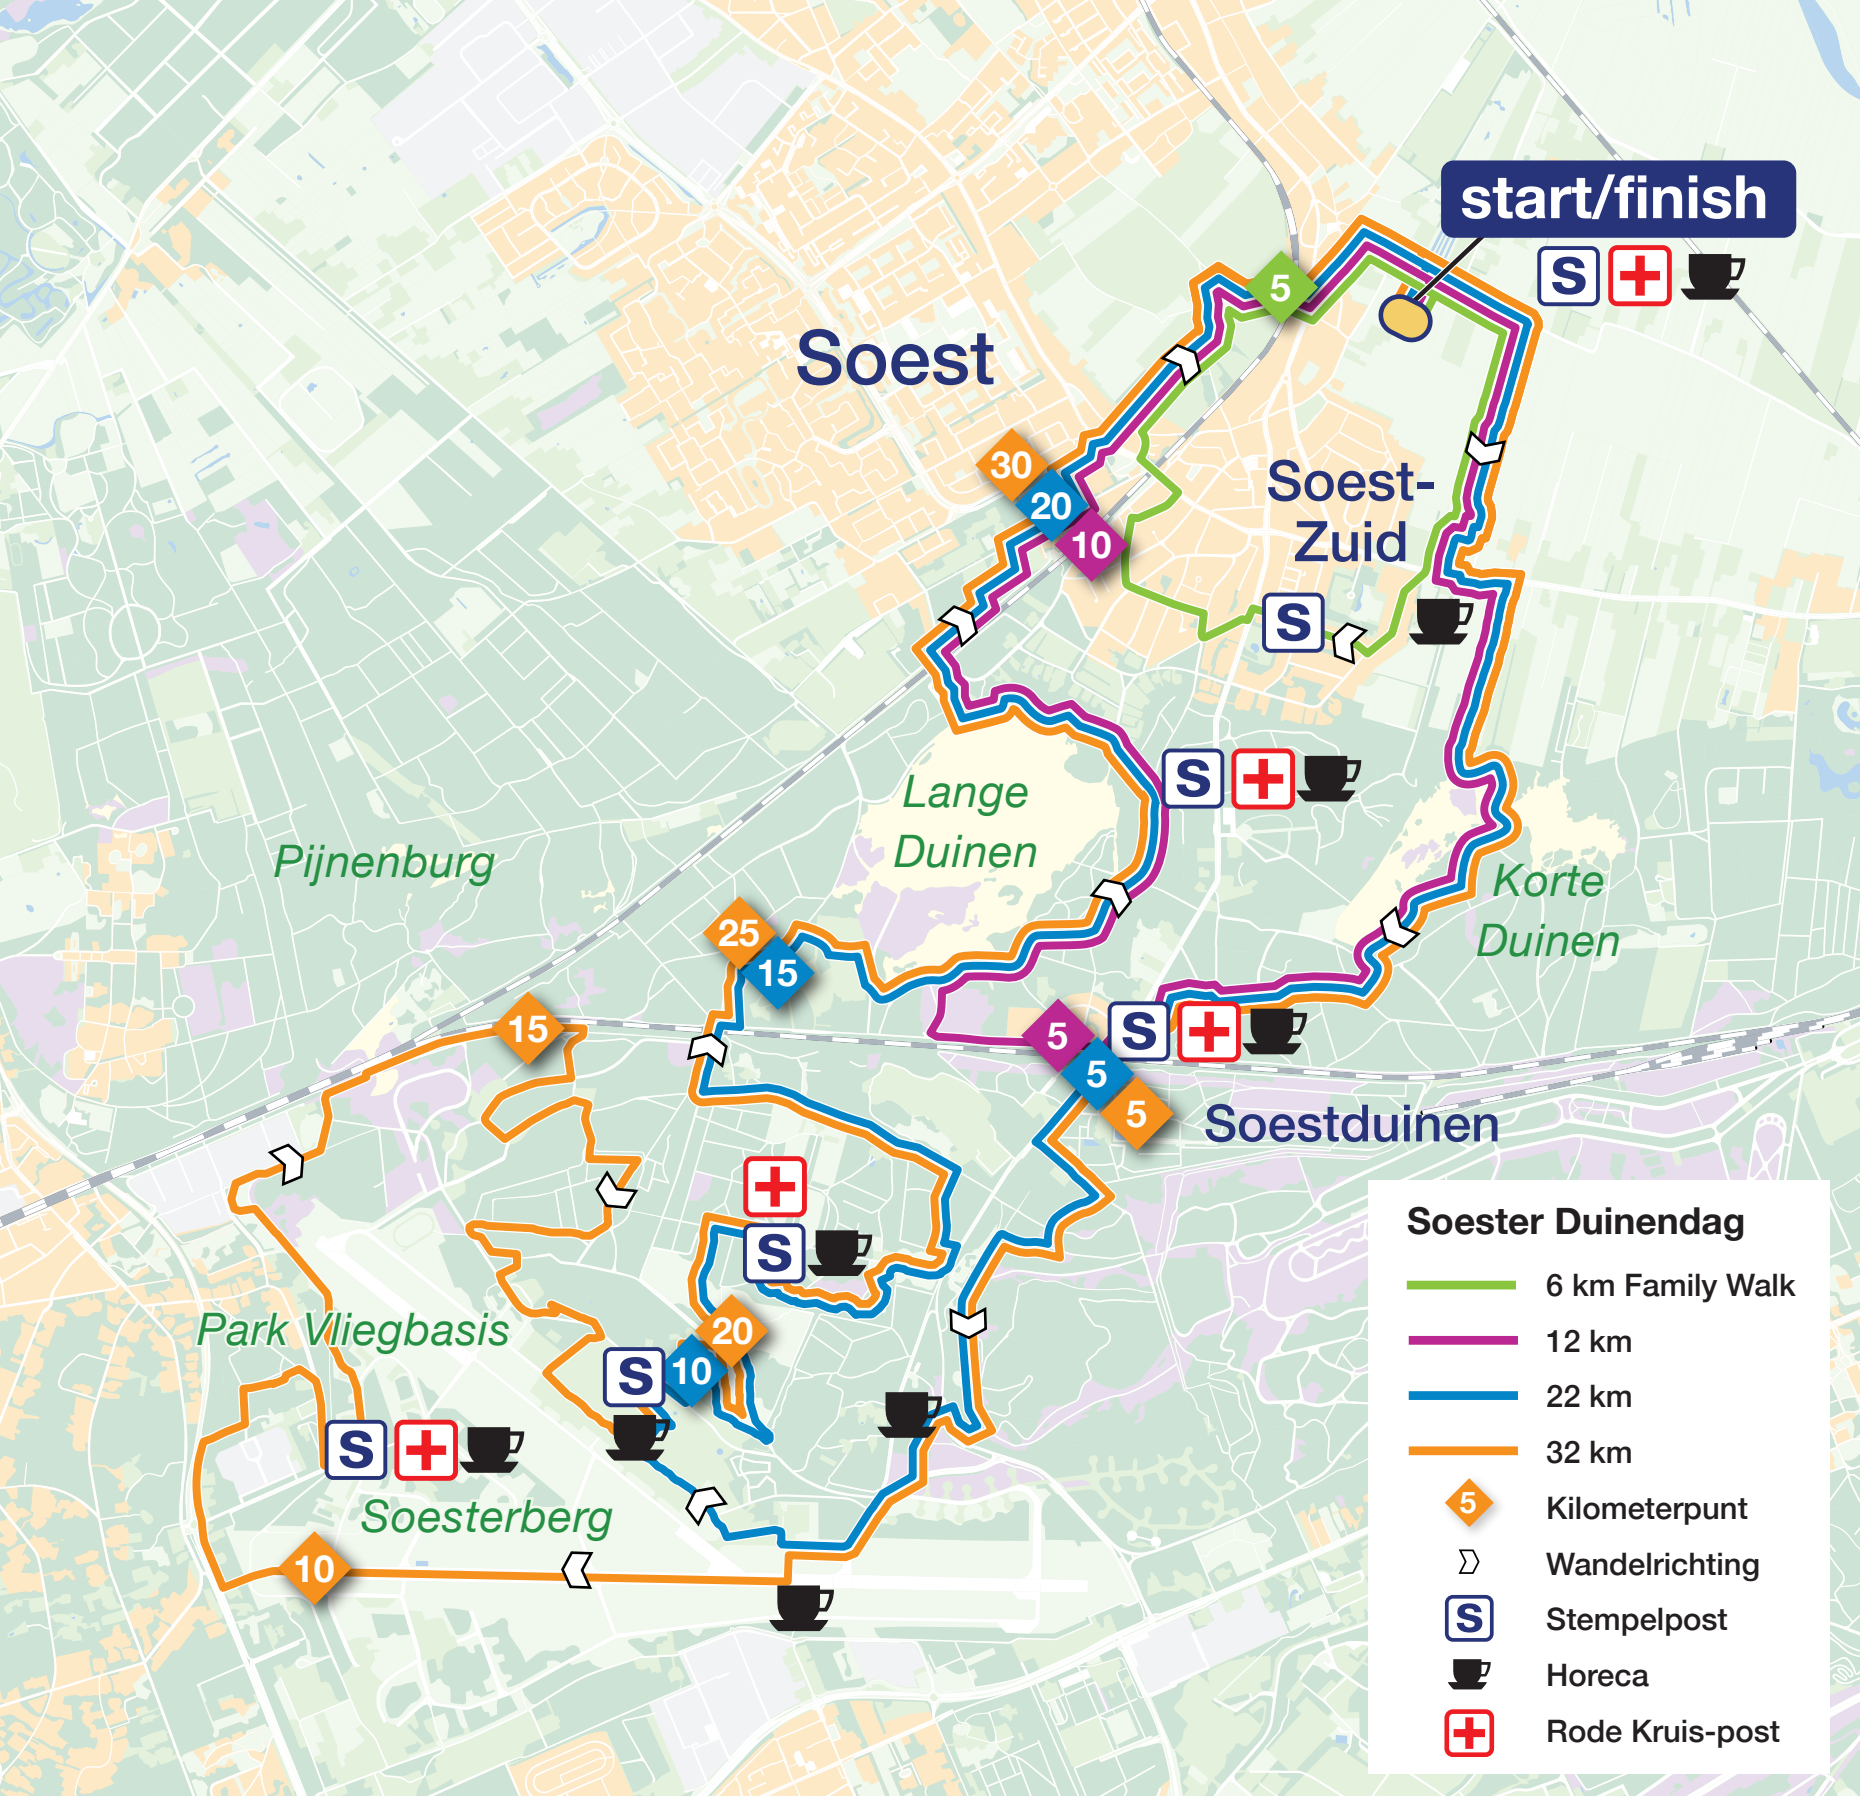 start/finish
S
5
Soest
30
20
10
Soest-
Zuid
S
S
Lange
Duinen
Pijnenburg
Korte
Duinen
25
15
15
5
S
5
5
Soestduinen
S
20
10
S
Park Vliegbasis
S
Soesterberg
10
Soester Duinendag
6 km Family Walk
12 km
22 km
32 km
5 Kilometerpunt
Wandelrichting
S Stempelpost
Horeca
Rode Kruis-post